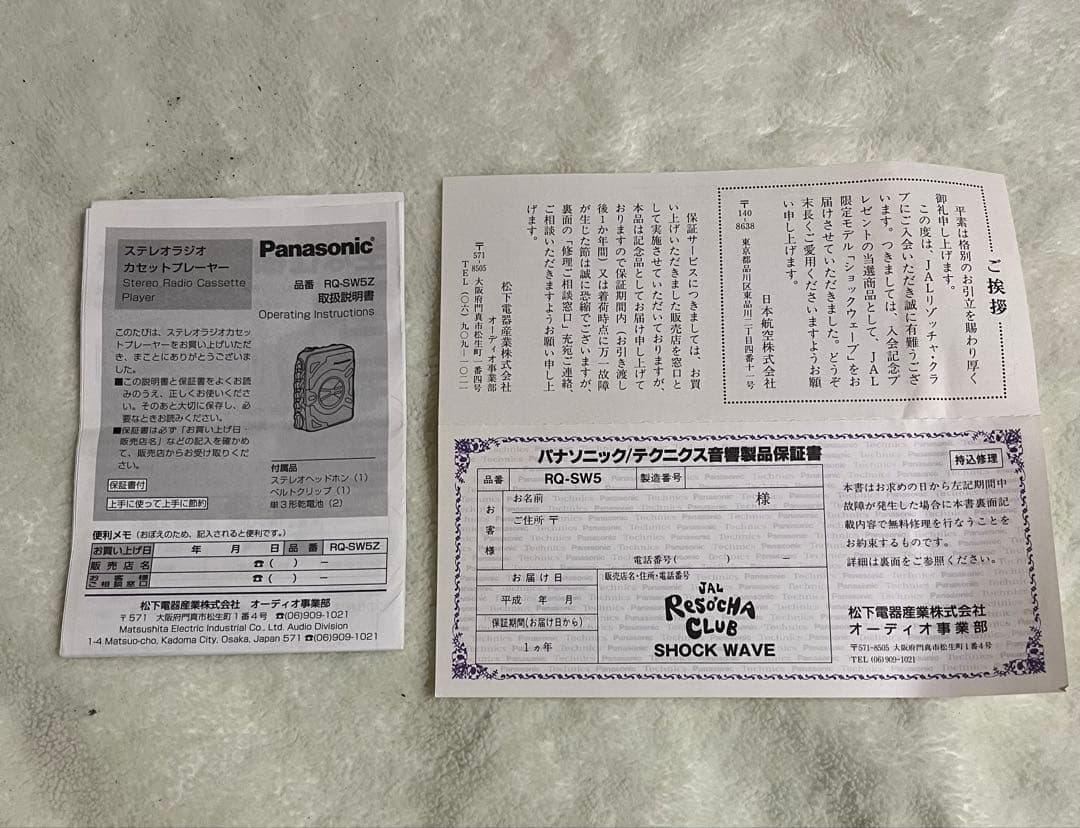 ステレオラジオ
カセットプレーヤー
Stereo Radio Cassette
Player
Panasonic
品番 RQ-SW5Z
取扱説明書
Operating Instructions
このたびは、ステレオラジオカセッ
トプレーヤーをお買い上げいただ
き、まことにありがとうございま
した。
■この説明書と保証書をよくお読
みのうえ、正しくお使いください。
そのあと大切に保存し、必
要なときお読みください。
■保証書は必ず「お買い上げ日・
販売店名」などの記入を確かめ
て、販売店からお受け取りくだ
さい。
保証書付
上手に使って上手に節約
付属品
ステレオヘッドホン（1）
ベルトクリップ（1）
単3形乾電池（2）
便利メモ（おぼえのため、記入されると便利です。）
お買い上げ日 年 月 日 品番 RQ-SW5Z
販売店名 ☎（ ） －
お客様ご相談窓口 ☎（ ） －
松下電器産業株式会社 オーディオ事業部
〒571 大阪府門真市松生町1番4号 ☎(06)909-1021
Matsushita Electric Industrial Co., Ltd. Audio Division
1-4 Matsuo-cho, Kadoma City, Osaka, Japan 571 ☎(06)909-1021
ご挨拶
平素は格別のお引立を賜わり厚く
御礼申し上げます。
この度は、JALリゾッチャクラ
ブにご入会いただき誠に有難うござ
います。つきましては、入会記念プ
レゼントの当選商品として、JAL
限定モデル「ショックウェーブ」をお
届けさせていただきました。どうぞ
末長くご愛用くださいますようお願
い申し上げます。
日本航空株式会社
〒140-8638 東京都品川区東品川二丁目四番十一号
保証サービスにつきましては、お買
い上げいただきました販売店を窓口と
して実施させていただいておりますが、
本品は記念品としてお届け申し上げて
おりますので保証期間内（お引き渡し
後1か年間）又は着荷時点に万一故障
が生じた節は誠に恐縮でございますが、
裏面の「修理ご相談窓口」充宛ご連絡、
ご相談いただきますようお願い申し上
げます。
松下電器産業株式会社
オーディオ事業部
〒571-8505 大阪府門真市松生町一番四号
TEL（〇六）九〇九-一〇二一
パナソニック/テクニクス音響製品保証書
持込修理
品番 RQ-SW5 製造番号
お客様
お名前 様
ご住所 〒
電話番号( ) －
お届け日
平成 年 月
保証期間(お届け日から)
1ヵ年
販売店名・住所・電話番号
JAL
RESO'CHA
CLUB
SHOCK WAVE
本書はお求めの日から左記期間中
故障が発生した場合に本書裏面記
載内容で無料修理を行なうことを
お約束するものです。
詳細は裏面をご参照ください。
松下電器産業株式会社
オーディオ事業部
〒571-8505 大阪府門真市松生町1番4号
TEL (06)909-1021